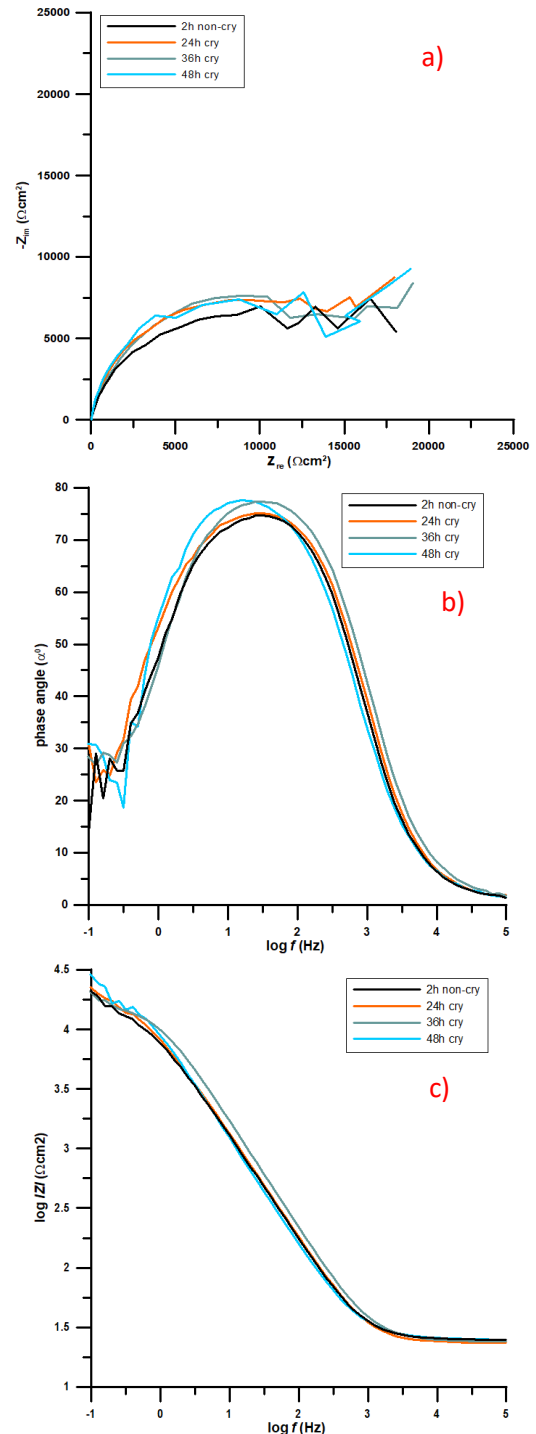 25000
20000
15000
10000
5000
0
-Zim (Ωcm²)
2h non-cry
24h cry
36h cry
48h cry
a)
0 5000 10000 15000 20000 25000
Zre (Ωcm²)
80
70
60
50
40
30
20
10
0
phase angle (α⁰)
2h non-cry
24h cry
36h cry
48h cry
b)
-1 0 1 2 3 4 5
log f (Hz)
4.5
4
3.5
3
2.5
2
1.5
1
log /Z/ (Ωcm2)
2h non-cry
24h cry
36h cry
48h cry
c)
-1 0 1 2 3 4 5
log f (Hz)